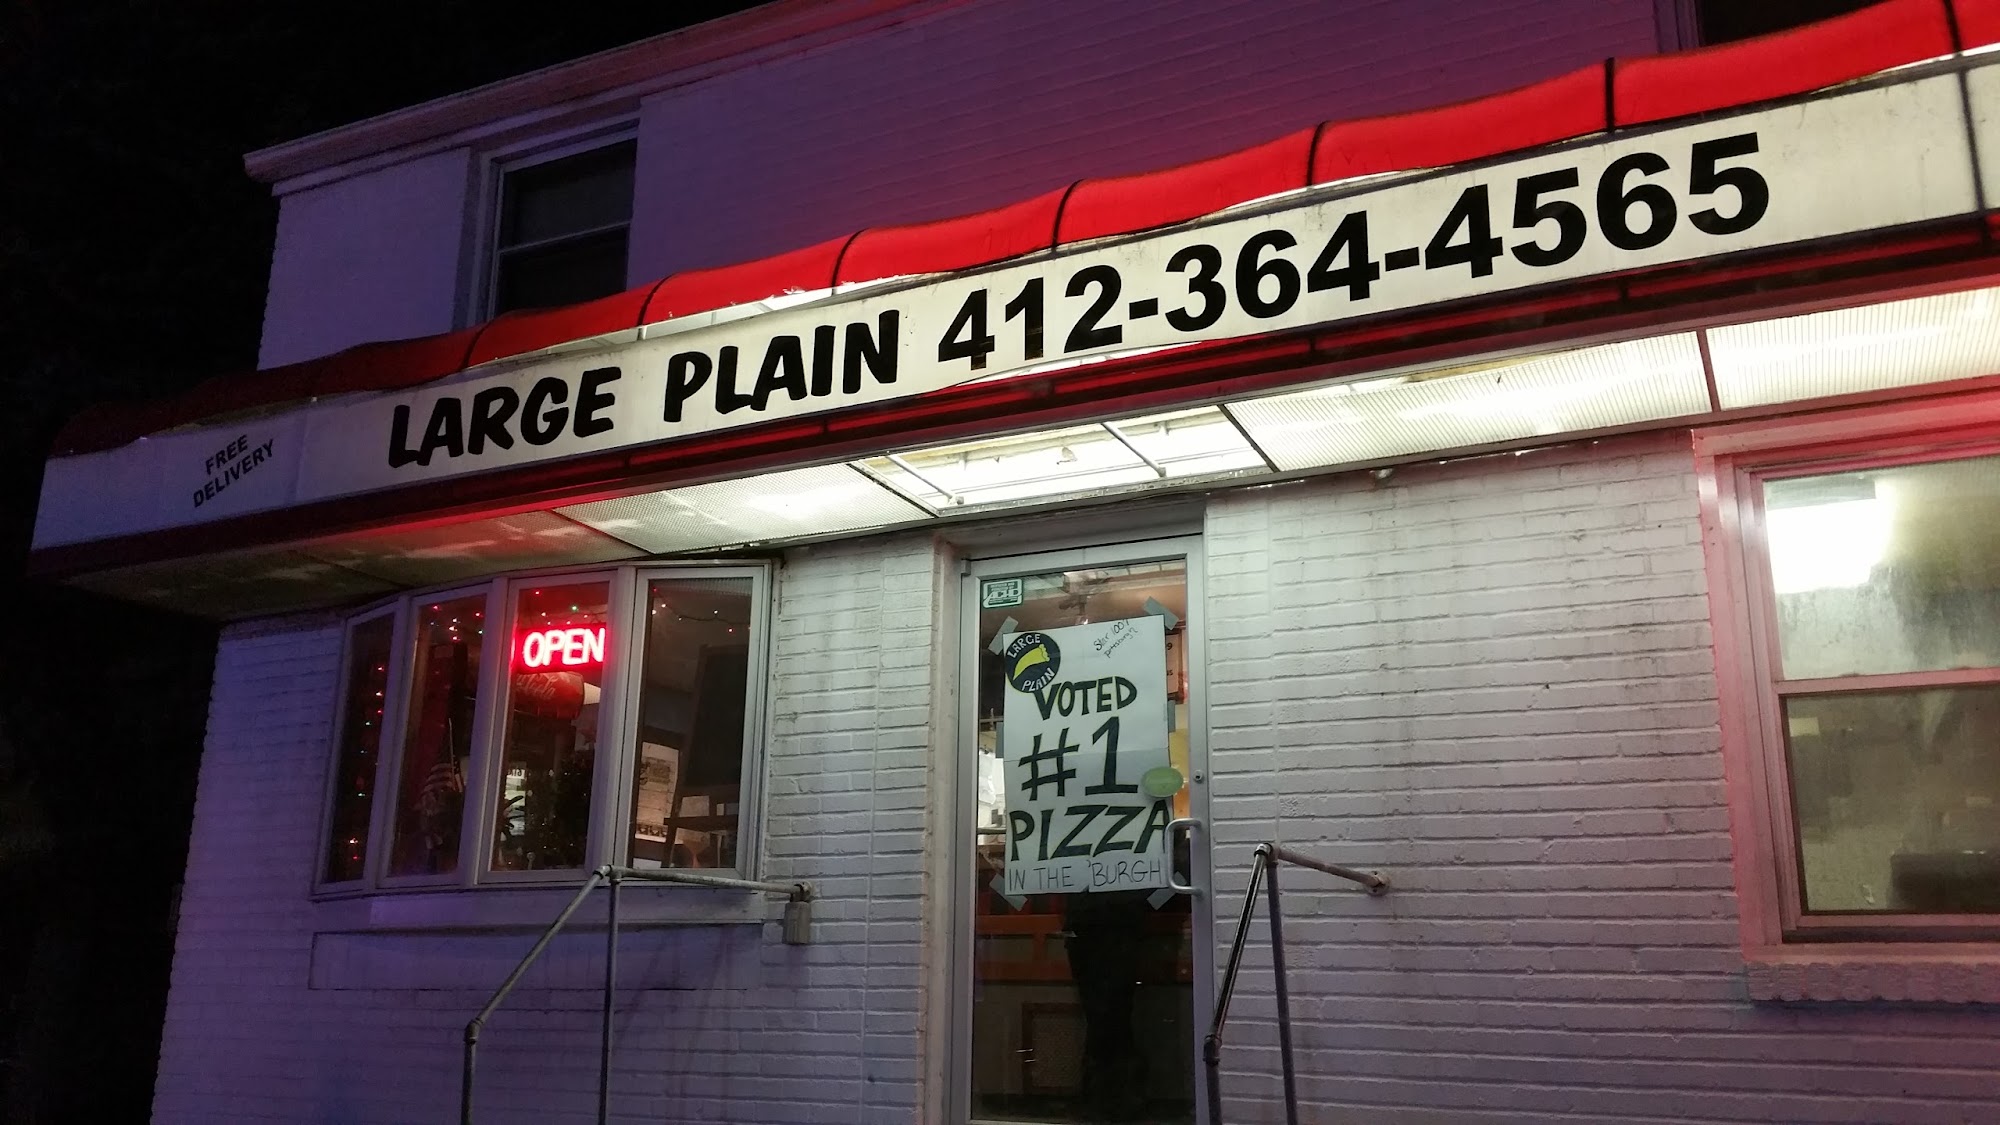 FREE
DELIVERY
LARGE PLAIN 412-364-4565
OPEN
LARGE
PLAIN
VOTED
#1
PIZZA
IN THE 'BURGH